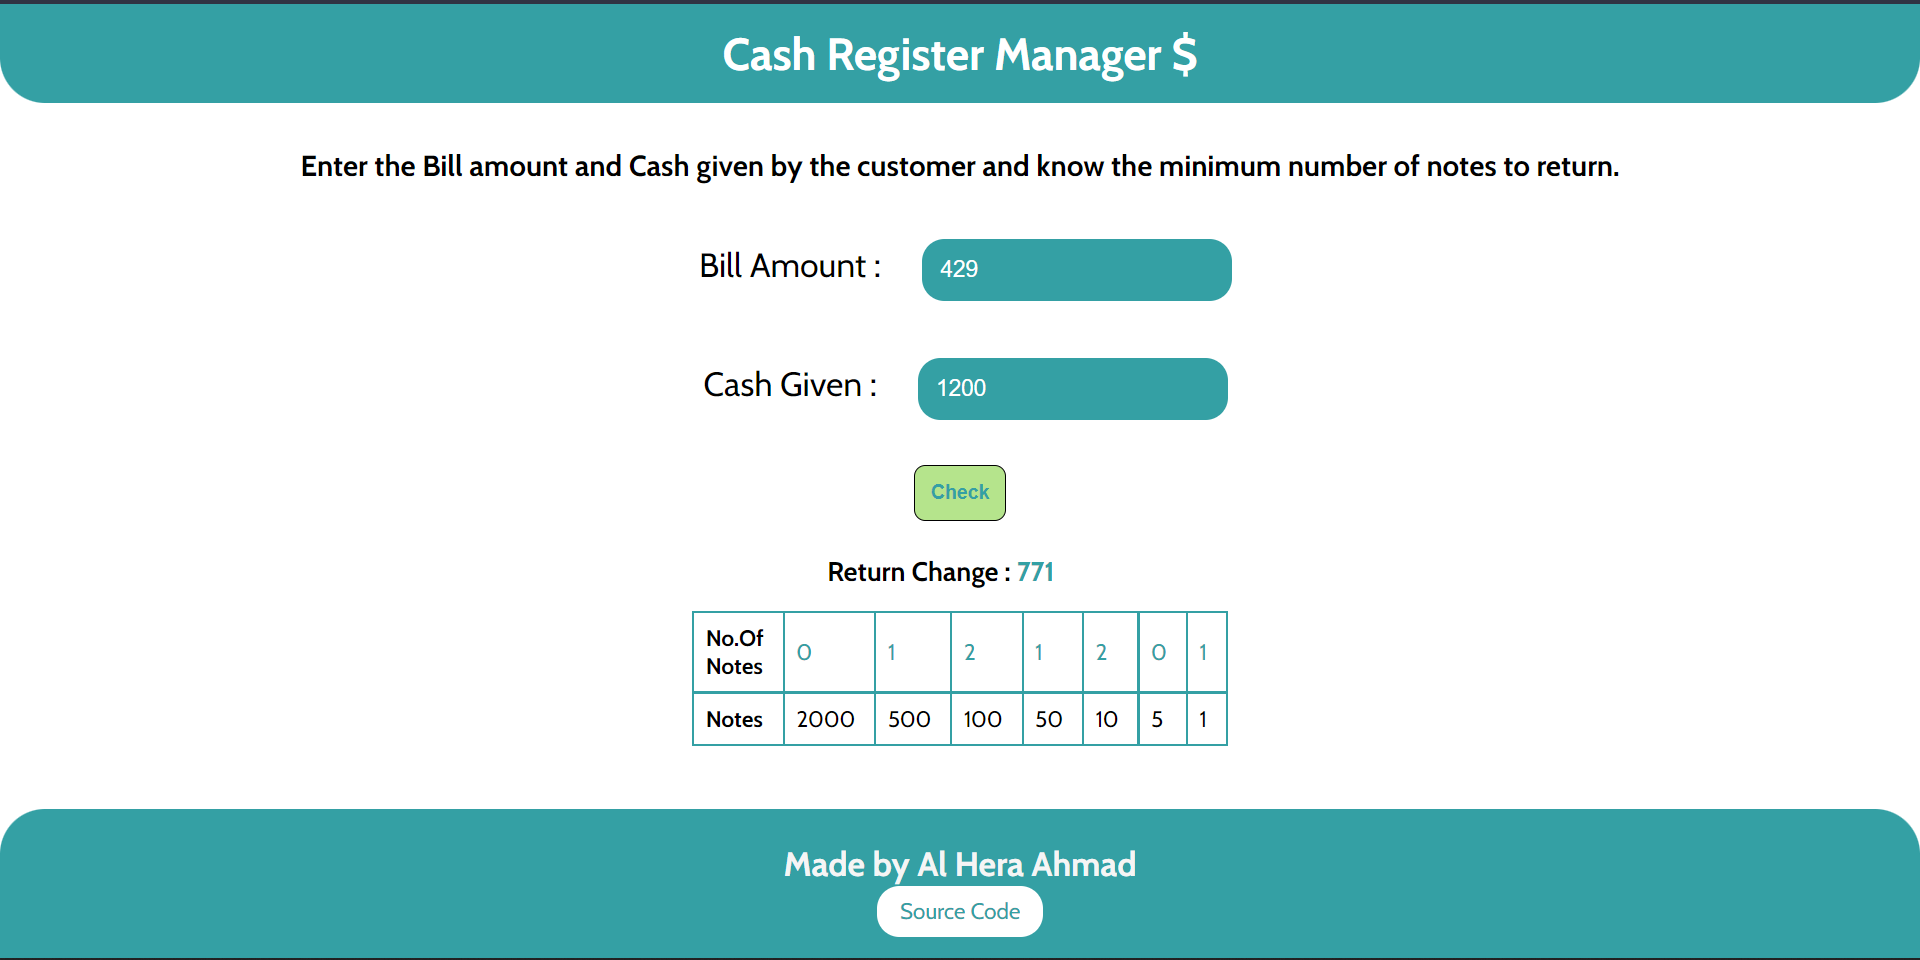 Cash Register Manager $
Enter the Bill amount and Cash given by the customer and know the minimum number of notes to return.
Bill Amount : 429
Cash Given : 1200
Check
Return Change : 771
No.Of Notes 0 1 2 1 2 0 1
Notes 2000 500 100 50 10 5 1
Made by Al Hera Ahmad
Source Code